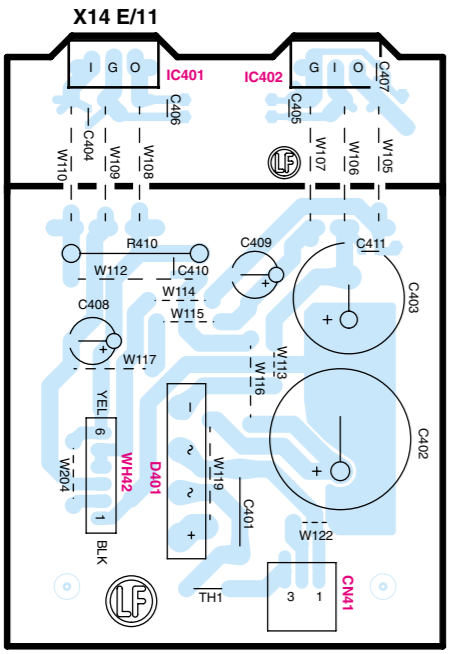 X14 E/11
I G O
IC401
IC402
G I O
C407
C406
C405
C404
W110
W109
W108
LF
W107
W106
W105
R410
C409
C411
W112
C410
+
C403
W114
C408
W115
+
+
W117
W113
W116
YEL
6
–
~
C402
W204
WH42
D401
~
W119
+
1
+
C401
W122
BLK
TH1
CN41
3 1
LF